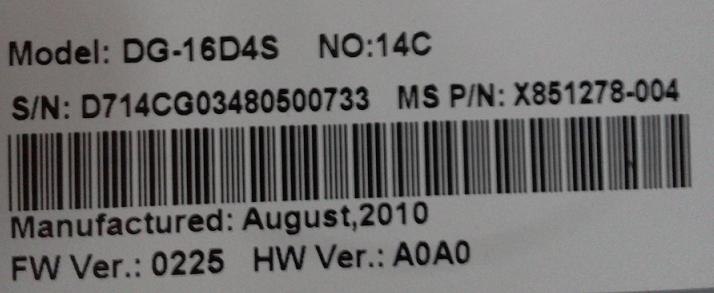 Model: DG-16D4S NO:14C
S/N: D714CG03480500733 MS P/N: X851278-004
Manufactured: August,2010
FW Ver.: 0225 HW Ver.: A0A0